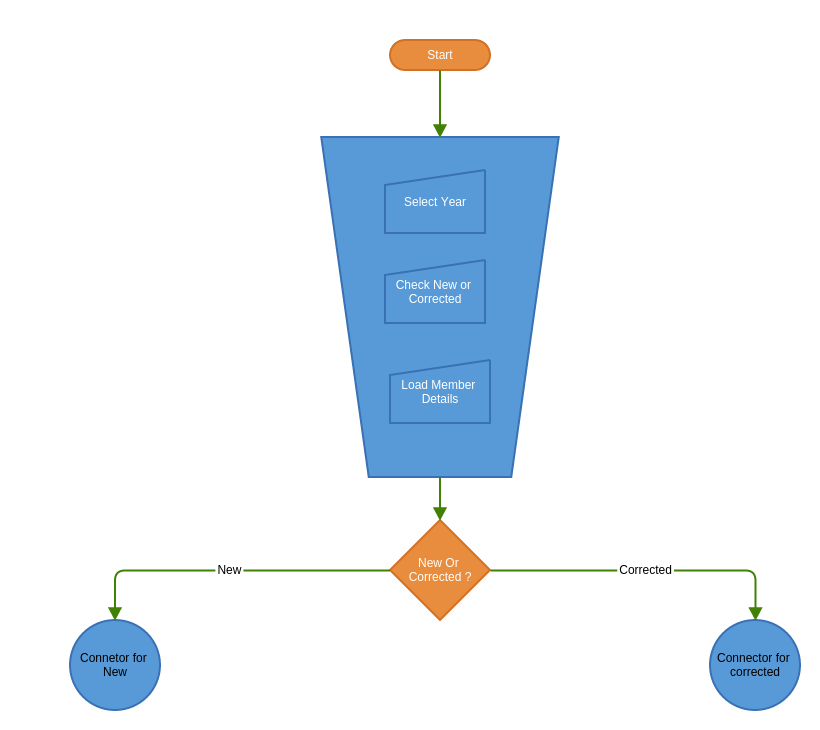 Start
Select Year
Check New or
Corrected
Load Member
Details
New Or
Corrected ?
New
Corrected
Connetor for
New
Connector for
corrected